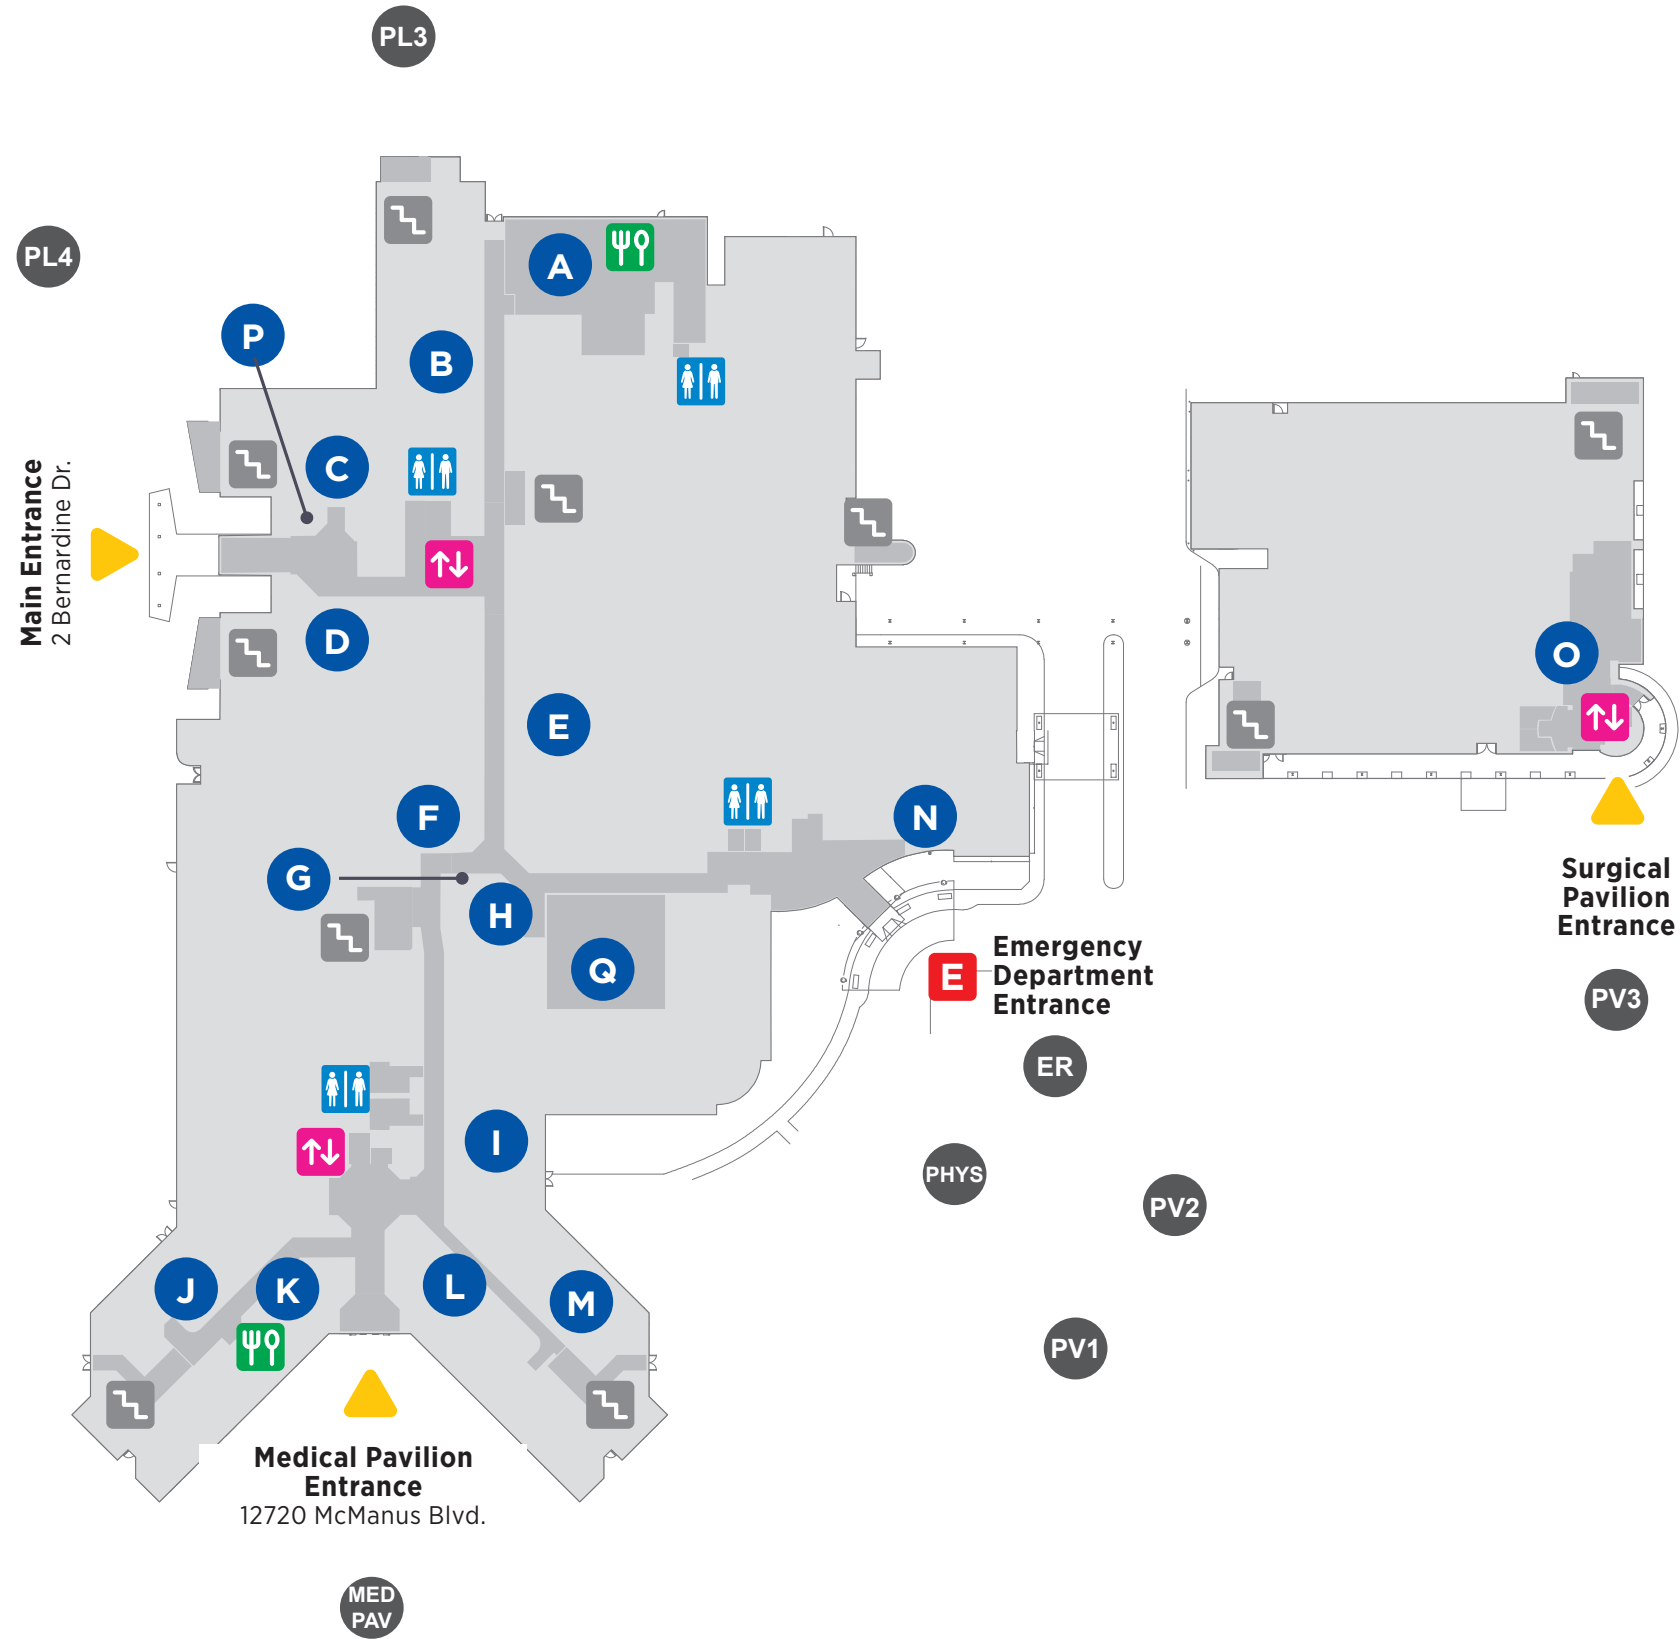 PL3
PL4
A
P
B
C
Main Entrance
2 Bernardine Dr.
D
O
E
F
N
G
H
Surgical
Pavilion
Entrance
Q
E
Emergency
Department
Entrance
PV3
ER
I
PHYS
PV2
J
K
L
M
PV1
Medical Pavilion
Entrance
12720 McManus Blvd.
MED
PAV